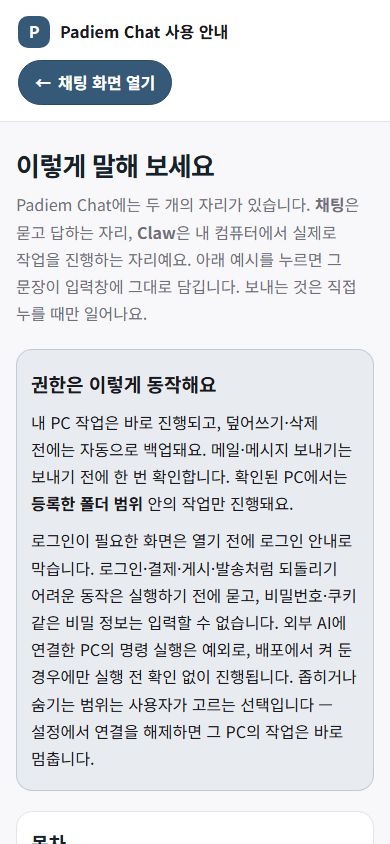 P Padiem Chat 사용 안내
← 채팅 화면 열기
이렇게 말해 보세요
Padiem Chat에는 두 개의 자리가 있습니다. 채팅은
묻고 답하는 자리, Claw은 내 컴퓨터에서 실제로
작업을 진행하는 자리예요. 아래 예시를 누르면 그
문장이 입력창에 그대로 담깁니다. 보내는 것은 직접
누를 때만 일어나요.
권한은 이렇게 동작해요
내 PC 작업은 바로 진행되고, 덮어쓰기·삭제
전에는 자동으로 백업돼요. 메일·메시지 보내기는
보내기 전에 한 번 확인합니다. 확인된 PC에서는
등록한 폴더 범위 안의 작업만 진행돼요.
로그인이 필요한 화면은 열기 전에 로그인 안내로
막습니다. 로그인·결제·게시·발송처럼 되돌리기
어려운 동작은 실행하기 전에 묻고, 비밀번호·쿠키
같은 비밀 정보는 입력할 수 없습니다. 외부 AI에
연결한 PC의 명령 실행은 예외로, 배포에서 켜 둔
경우에만 실행 전 확인 없이 진행됩니다. 좁히거나
숨기는 범위는 사용자가 고르는 선택입니다 —
설정에서 연결을 해제하면 그 PC의 작업은 바로
멈춥니다.
목차